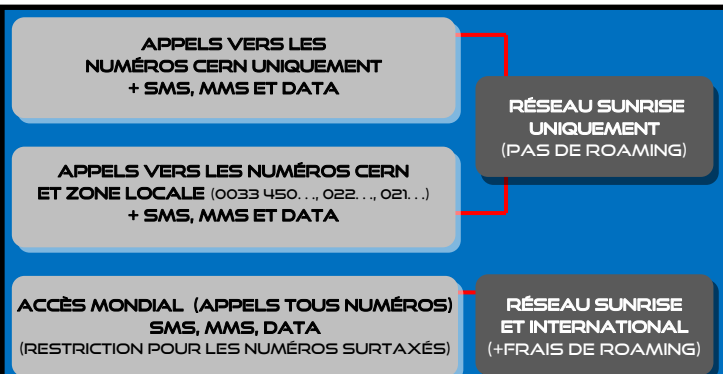 APPELS VERS LES
NUMÉROS CERN UNIQUEMENT
+ SMS, MMS ET DATA
RÉSEAU SUNRISE
UNIQUEMENT
(PAS DE ROAMING)
APPELS VERS LES NUMÉROS CERN
ET ZONE LOCALE (0033 450..., 022..., 021...)
+ SMS, MMS ET DATA
ACCÈS MONDIAL (APPELS TOUS NUMÉROS)
SMS, MMS, DATA
(RESTRICTION POUR LES NUMÉROS SURTAXÉS)
RÉSEAU SUNRISE
ET INTERNATIONAL
(+FRAIS DE ROAMING)